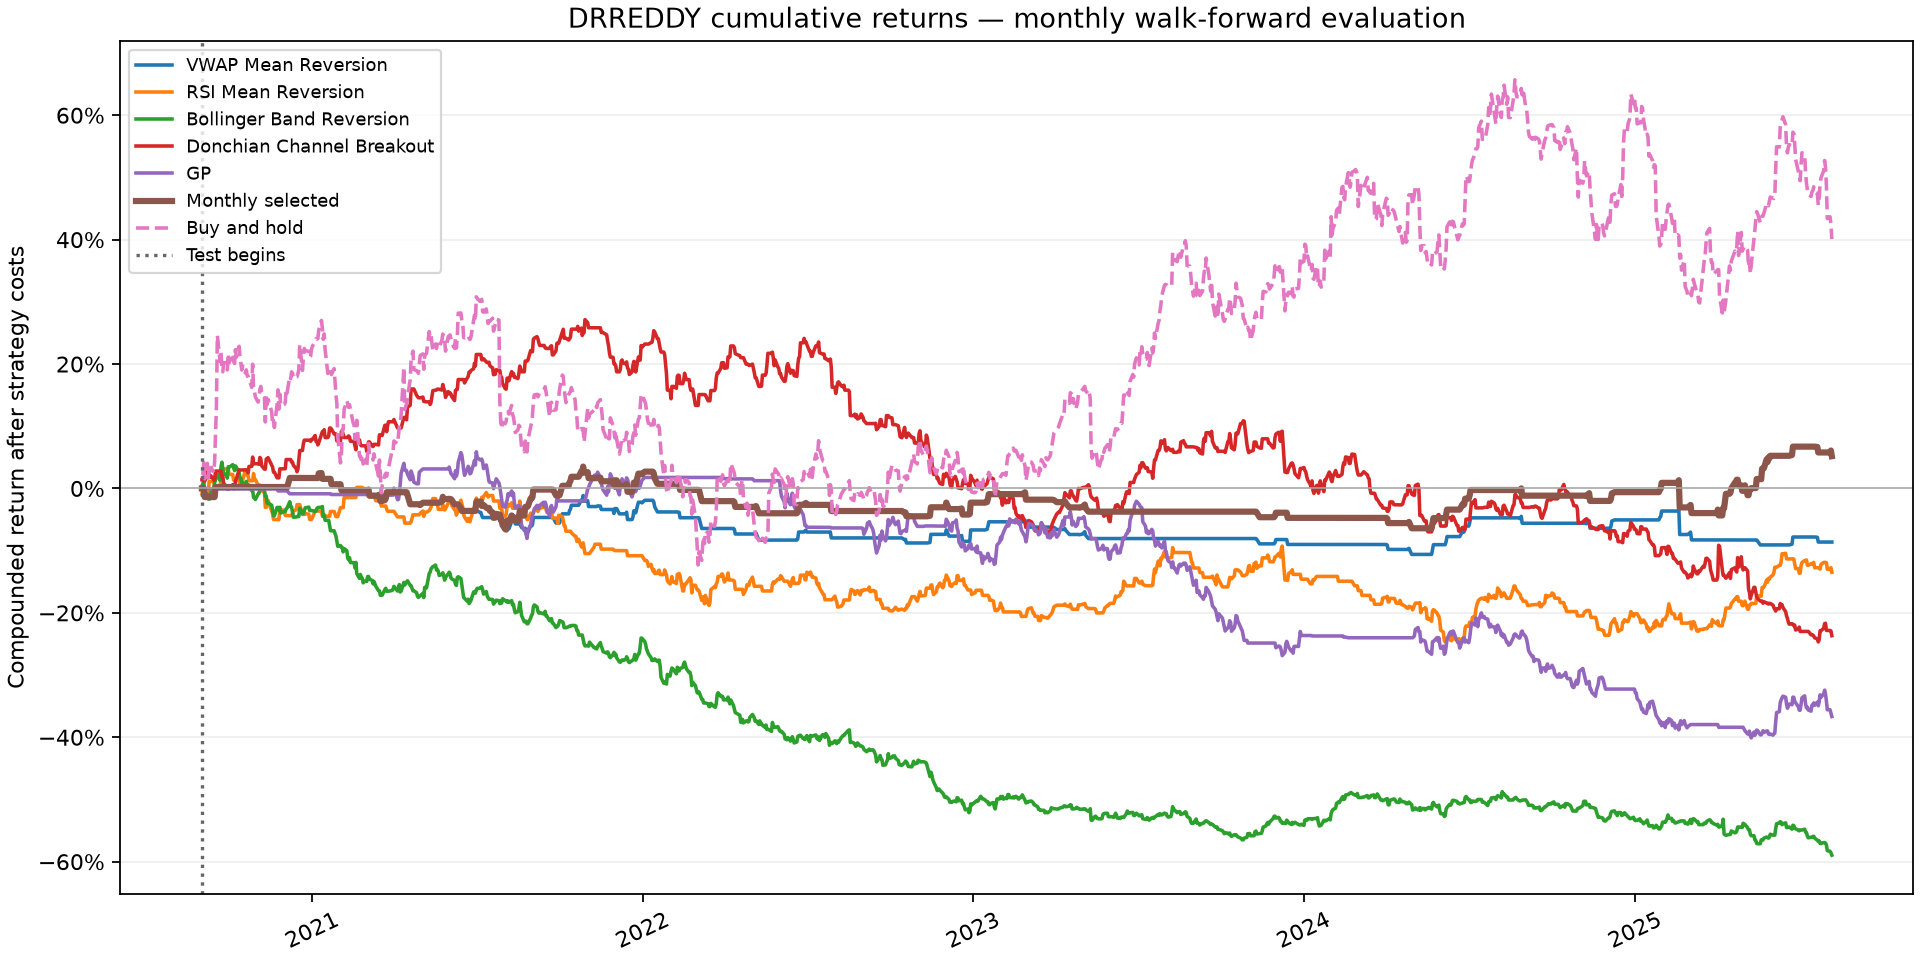 DRREDDY cumulative returns — monthly walk-forward evaluation
VWAP Mean Reversion
RSI Mean Reversion
Bollinger Band Reversion
Donchian Channel Breakout
GP
Monthly selected
Buy and hold
Test begins
Compounded return after strategy costs
60%
40%
20%
0%
−20%
−40%
−60%
2021
2022
2023
2024
2025